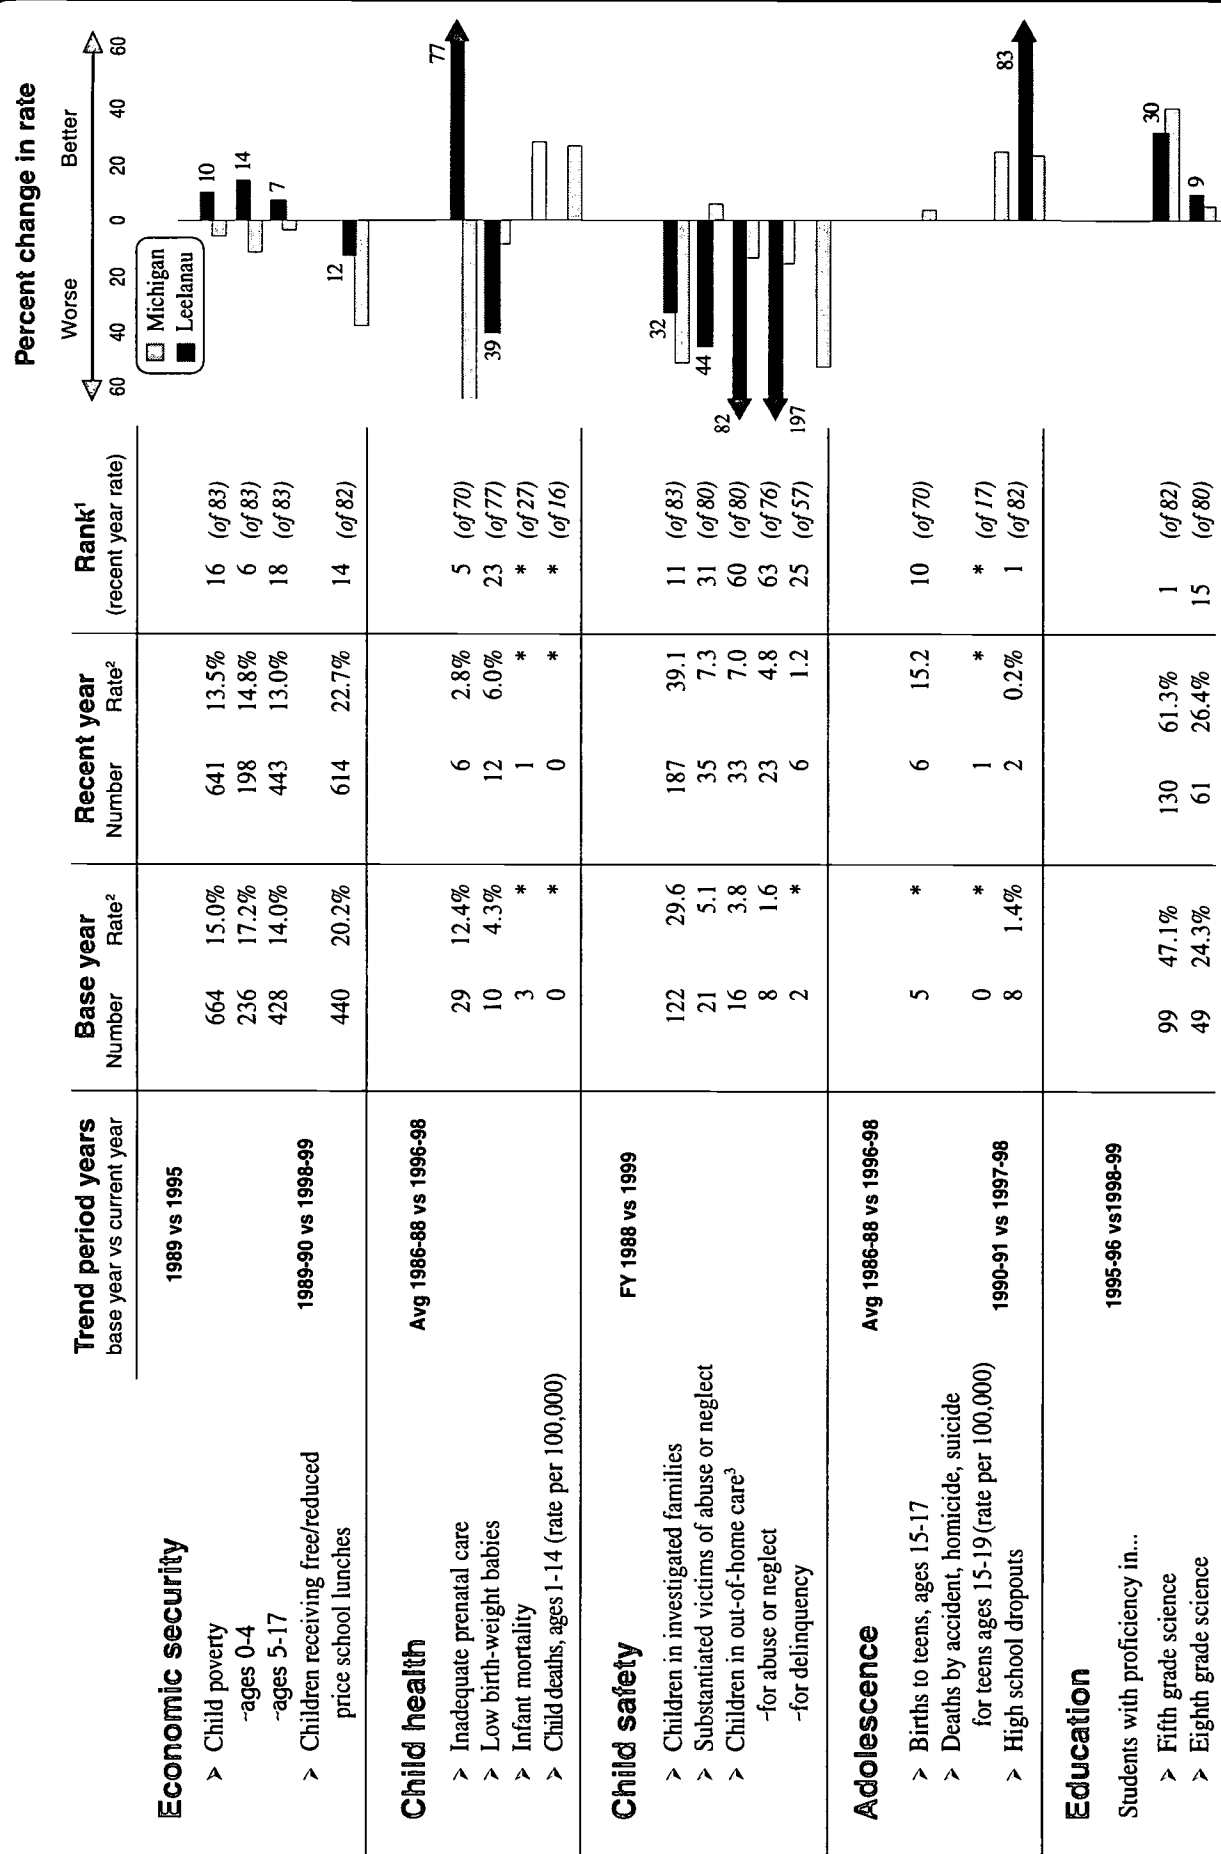 Percent change in rate
Trend period years Base year Recent year Rank¹ Worse Better
base year vs current year Number Rate² Number Rate² (recent year rate) 60 40 20 0 20 40 60
Michigan
Leelanau
Economic security
1989 vs 1995
➢ Child poverty 664 15.0% 641 13.5% 16 (of 83) 10
~ages 0-4 236 17.2% 198 14.8% 6 (of 83) 14
~ages 5-17 428 14.0% 443 13.0% 18 (of 83) 7
1989-90 vs 1998-99
➢ Children receiving free/reduced
price school lunches 440 20.2% 614 22.7% 14 (of 82) 12
Child health
Avg 1986-88 vs 1996-98
➢ Inadequate prenatal care 29 12.4% 6 2.8% 5 (of 70) 77
➢ Low birth-weight babies 10 4.3% 12 6.0% 23 (of 77) 39
➢ Infant mortality 3 * 1 * * (of 27)
➢ Child deaths, ages 1-14 (rate per 100,000) 0 * 0 * * (of 16)
Child safety
FY 1988 vs 1999
➢ Children in investigated families 122 29.6 187 39.1 11 (of 83) 32
➢ Substantiated victims of abuse or neglect 21 5.1 35 7.3 31 (of 80) 44
➢ Children in out-of-home care³ 16 3.8 33 7.0 60 (of 80) 82
~for abuse or neglect 8 1.6 23 4.8 63 (of 76) 197
~for delinquency 2 * 6 1.2 25 (of 57)
Adolescence
Avg 1986-88 vs 1996-98
➢ Births to teens, ages 15-17 5 * 6 15.2 10 (of 70)
➢ Deaths by accident, homicide, suicide
for teens ages 15-19 (rate per 100,000) 0 * 1 * * (of 17)
1990-91 vs 1997-98
➢ High school dropouts 8 1.4% 2 0.2% 1 (of 82) 83
Education
1995-96 vs1998-99
Students with proficiency in...
➢ Fifth grade science 99 47.1% 130 61.3% 1 (of 82) 30
➢ Eighth grade science 49 24.3% 61 26.4% 15 (of 80) 9